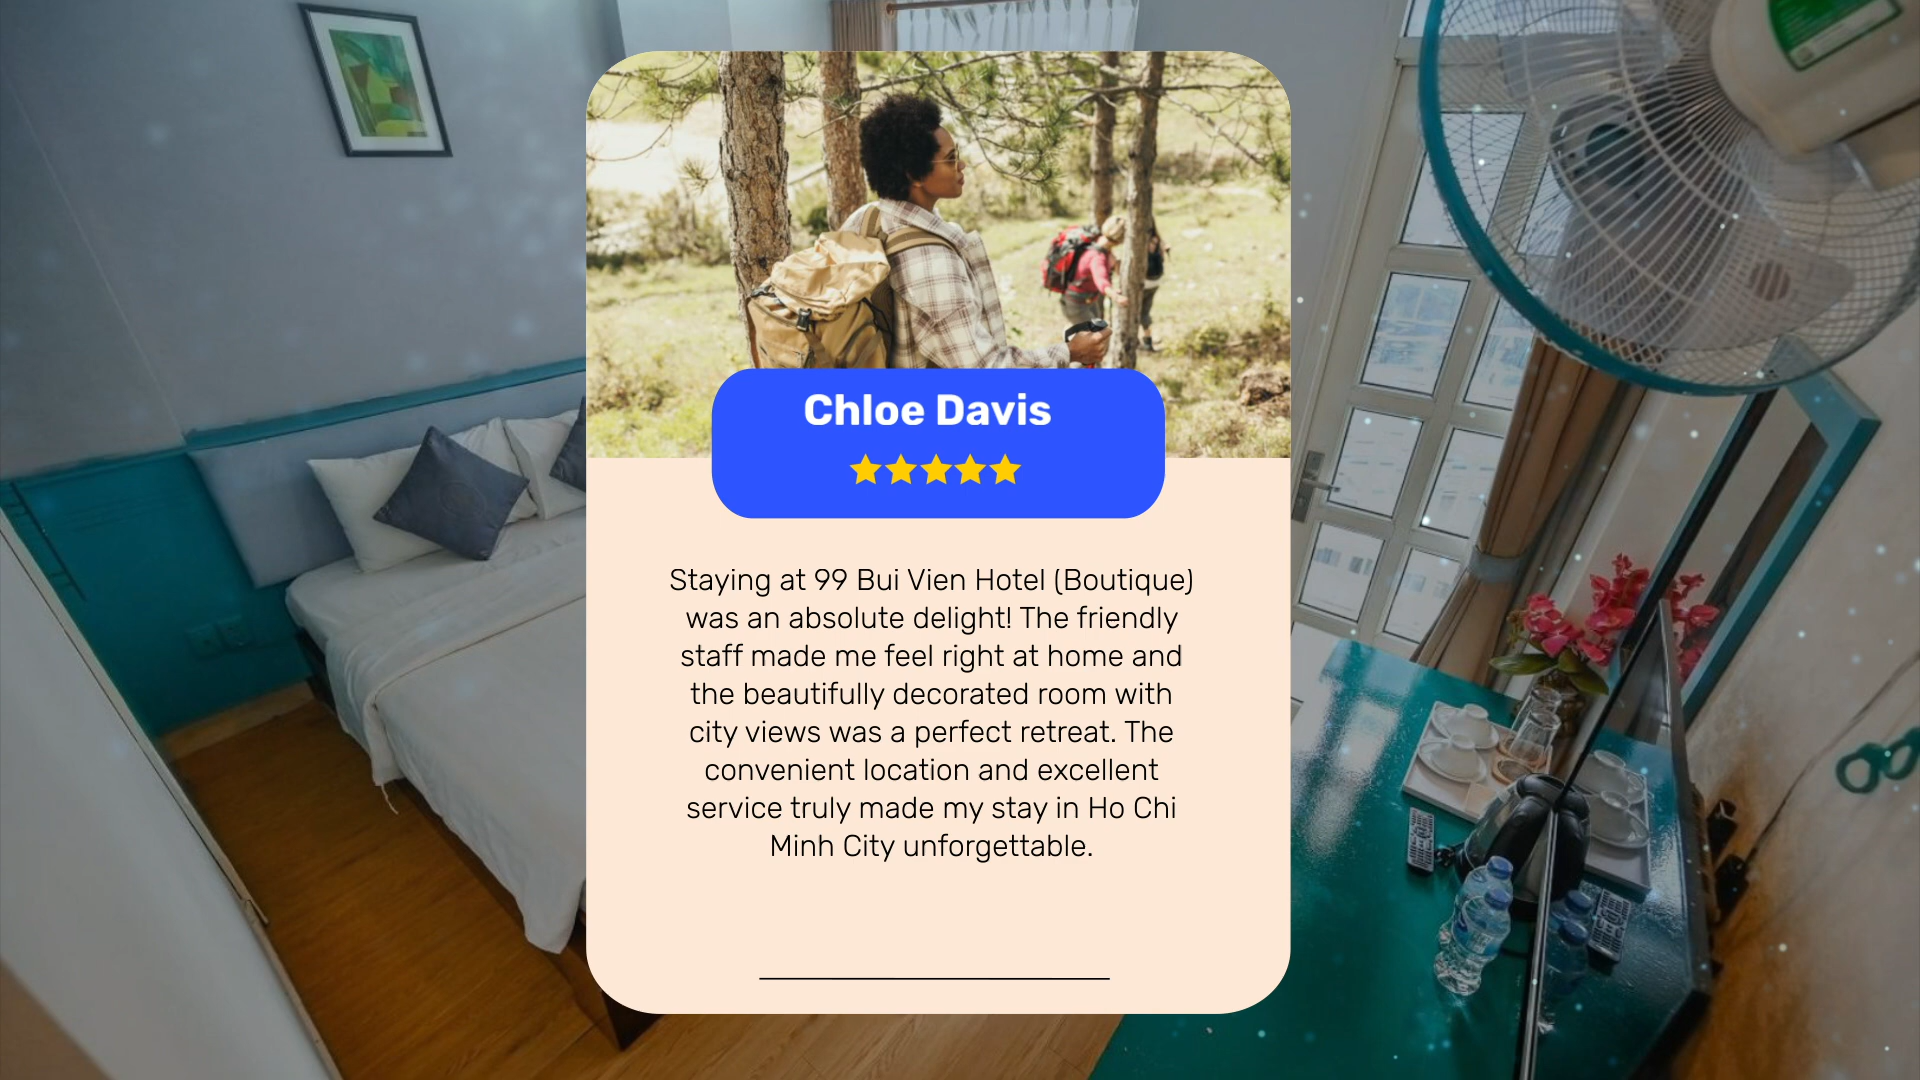 Chloe Davis
Staying at 99 Bui Vien Hotel (Boutique)
was an absolute delight! The friendly
staff made me feel right at home and
the beautifully decorated room with
city views was a perfect retreat. The
convenient location and excellent
service truly made my stay in Ho Chi
Minh City unforgettable.